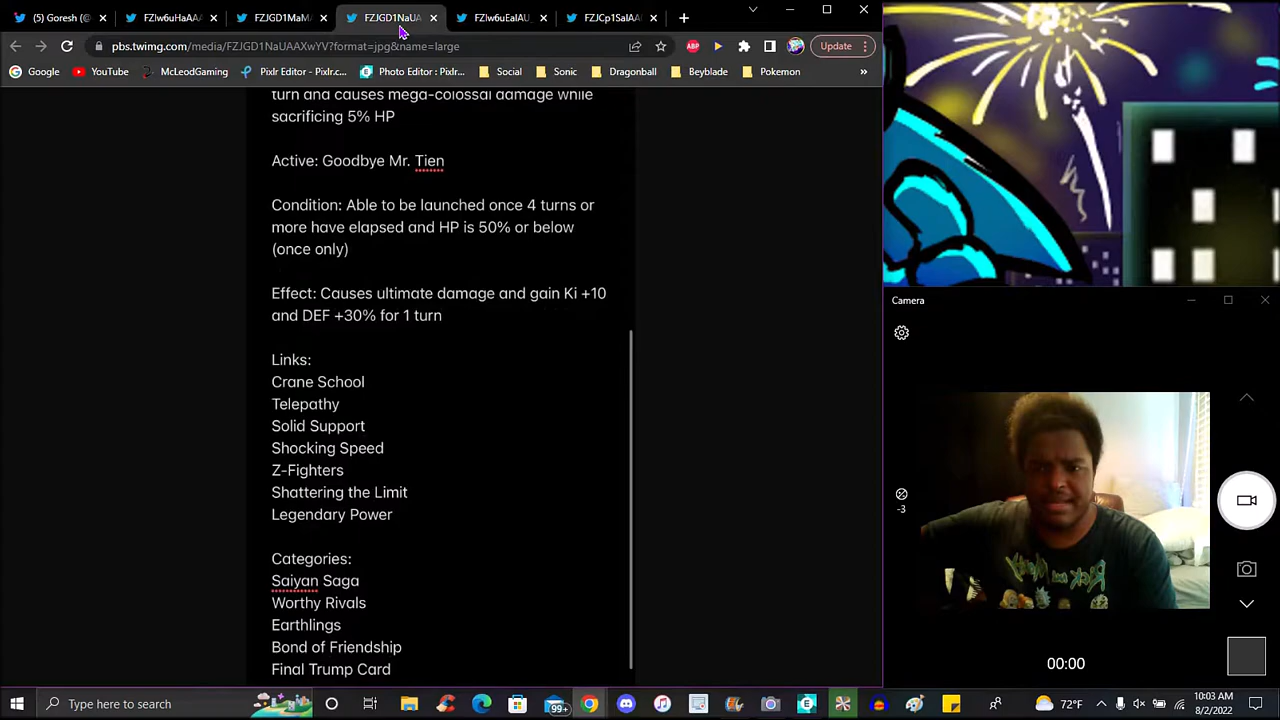 (5) Goresh (@
FZIw6uHaAAA
FZJGD1MaMA
FZJGD1NaUA
FZIw6uEaIAU
FZJCp1SaIAA
pbs.twimg.com/media/FZJGD1NaUAAXwYV?format=jpg&name=large
ABP
Update
Google
YouTube
McLeodGaming
Pixlr Editor - Pixlr.c...
Photo Editor : Pixlr...
Social
Sonic
Dragonball
Beyblade
Pokemon
»
turn and causes mega-colossal damage while
sacrificing 5% HP
Active: Goodbye Mr. Tien
Condition: Able to be launched once 4 turns or
more have elapsed and HP is 50% or below
(once only)
Effect: Causes ultimate damage and gain Ki +10
and DEF +30% for 1 turn
Links:
Crane School
Telepathy
Solid Support
Shocking Speed
Z-Fighters
Shattering the Limit
Legendary Power
Categories:
Saiyan Saga
Worthy Rivals
Earthlings
Bond of Friendship
Final Trump Card
Camera
-3
00:00
Type here to search
99+
72°F
10:03 AM
8/2/2022